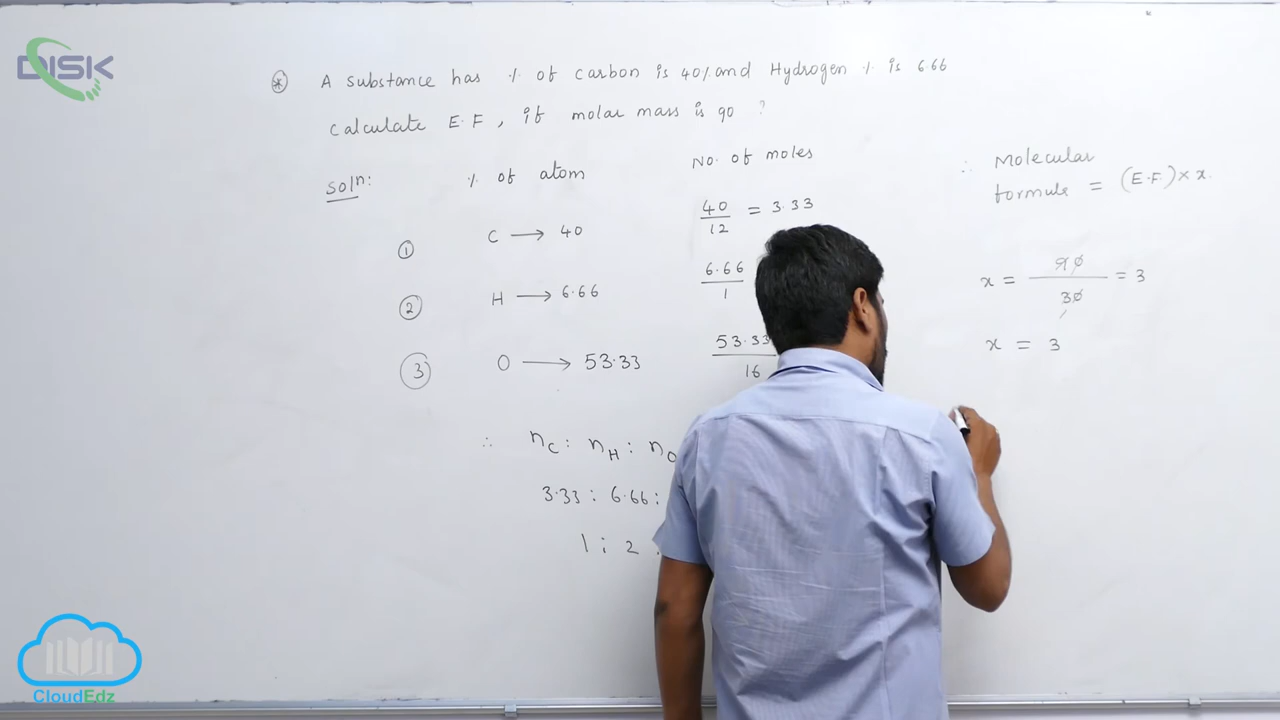 DISK
* A substance has % of carbon is 40% and Hydrogen % is 6.66
Calculate E.F, if molar mass is 90 ?
Soln:
% of atom
No. of moles
① C → 40
40/12 = 3.33
② H → 6.66
6.66/1
③ O → 53.33
53.33/16
∴ nC : nH : nO
3.33 : 6.66 :
1 : 2 :
∴ Molecular
formule = (E.F.) × x.
x = 90/30 = 3
x = 3
CloudEdz